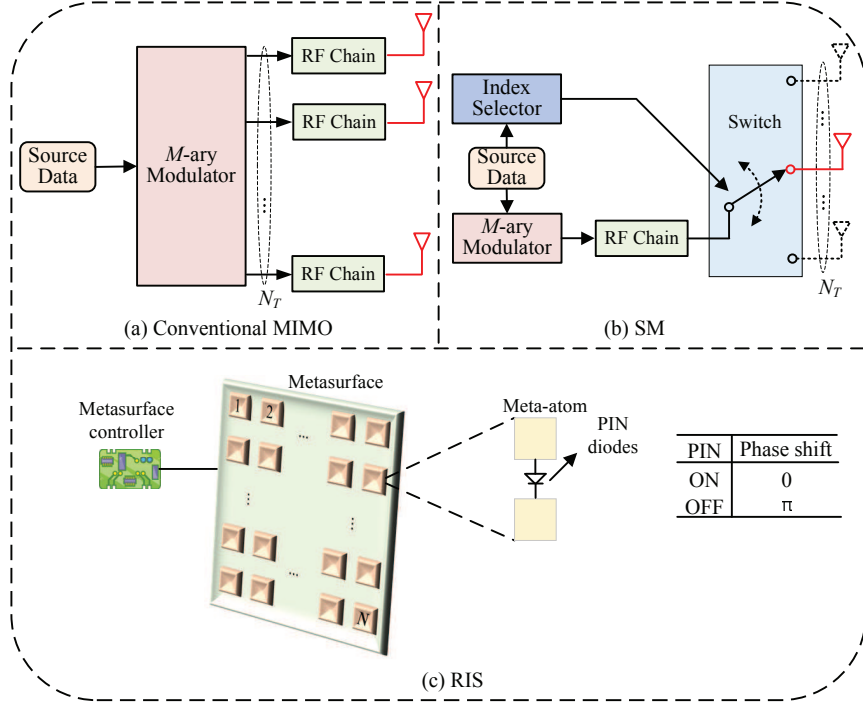 Source
Data
M-ary
Modulator
RF Chain
RF Chain
⋮
RF Chain
N_T
(a) Conventional MIMO
Index
Selector
Source
Data
M-ary
Modulator
RF Chain
Switch
⋮
⋮
N_T
(b) SM
Metasurface
controller
Metasurface
1 2 ...
⋮
⋮
...
N
Meta-atom
PIN
diodes
PIN Phase shift
ON 0
OFF π
(c) RIS